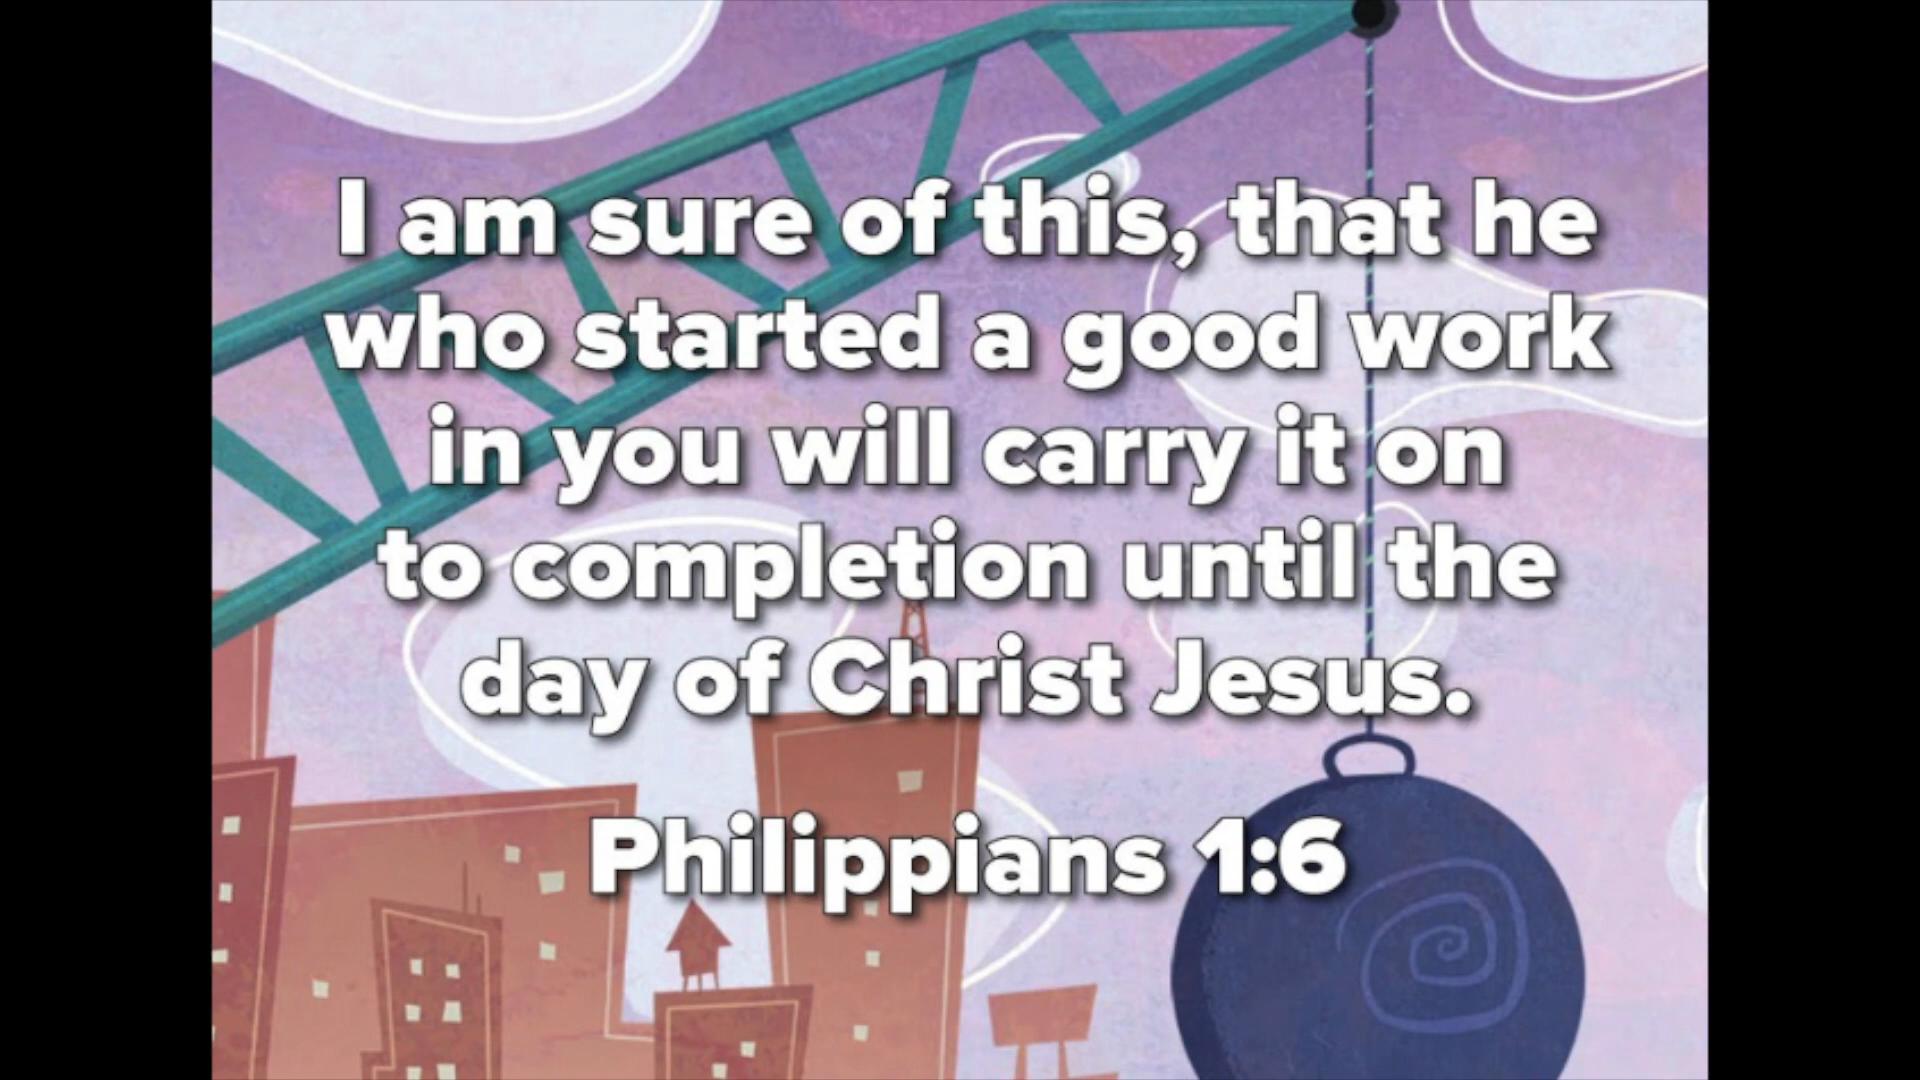 I am sure of this, that he
who started a good work
in you will carry it on
to completion until the
day of Christ Jesus.
Philippians 1:6